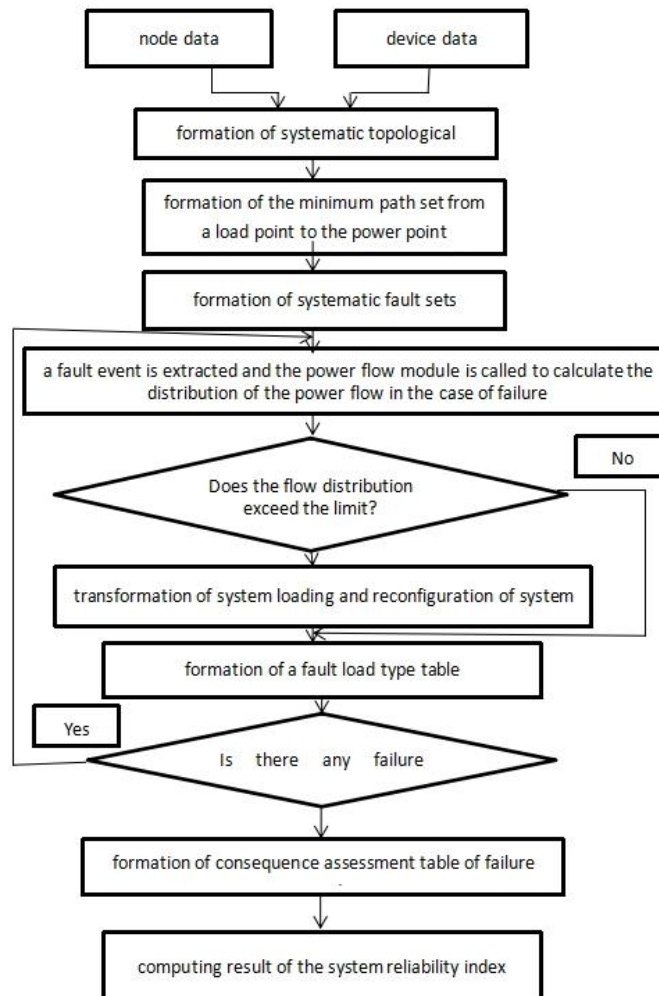 node data
device data
formation of systematic topological
formation of the minimum path set from
a load point to the power point
formation of systematic fault sets
a fault event is extracted and the power flow module is called to calculate the
distribution of the power flow in the case of failure
No
Does the flow distribution
exceed the limit?
transformation of system loading and reconfiguration of system
formation of a fault load type table
Yes
Is there any failure
formation of consequence assessment table of failure
.
computing result of the system reliability index